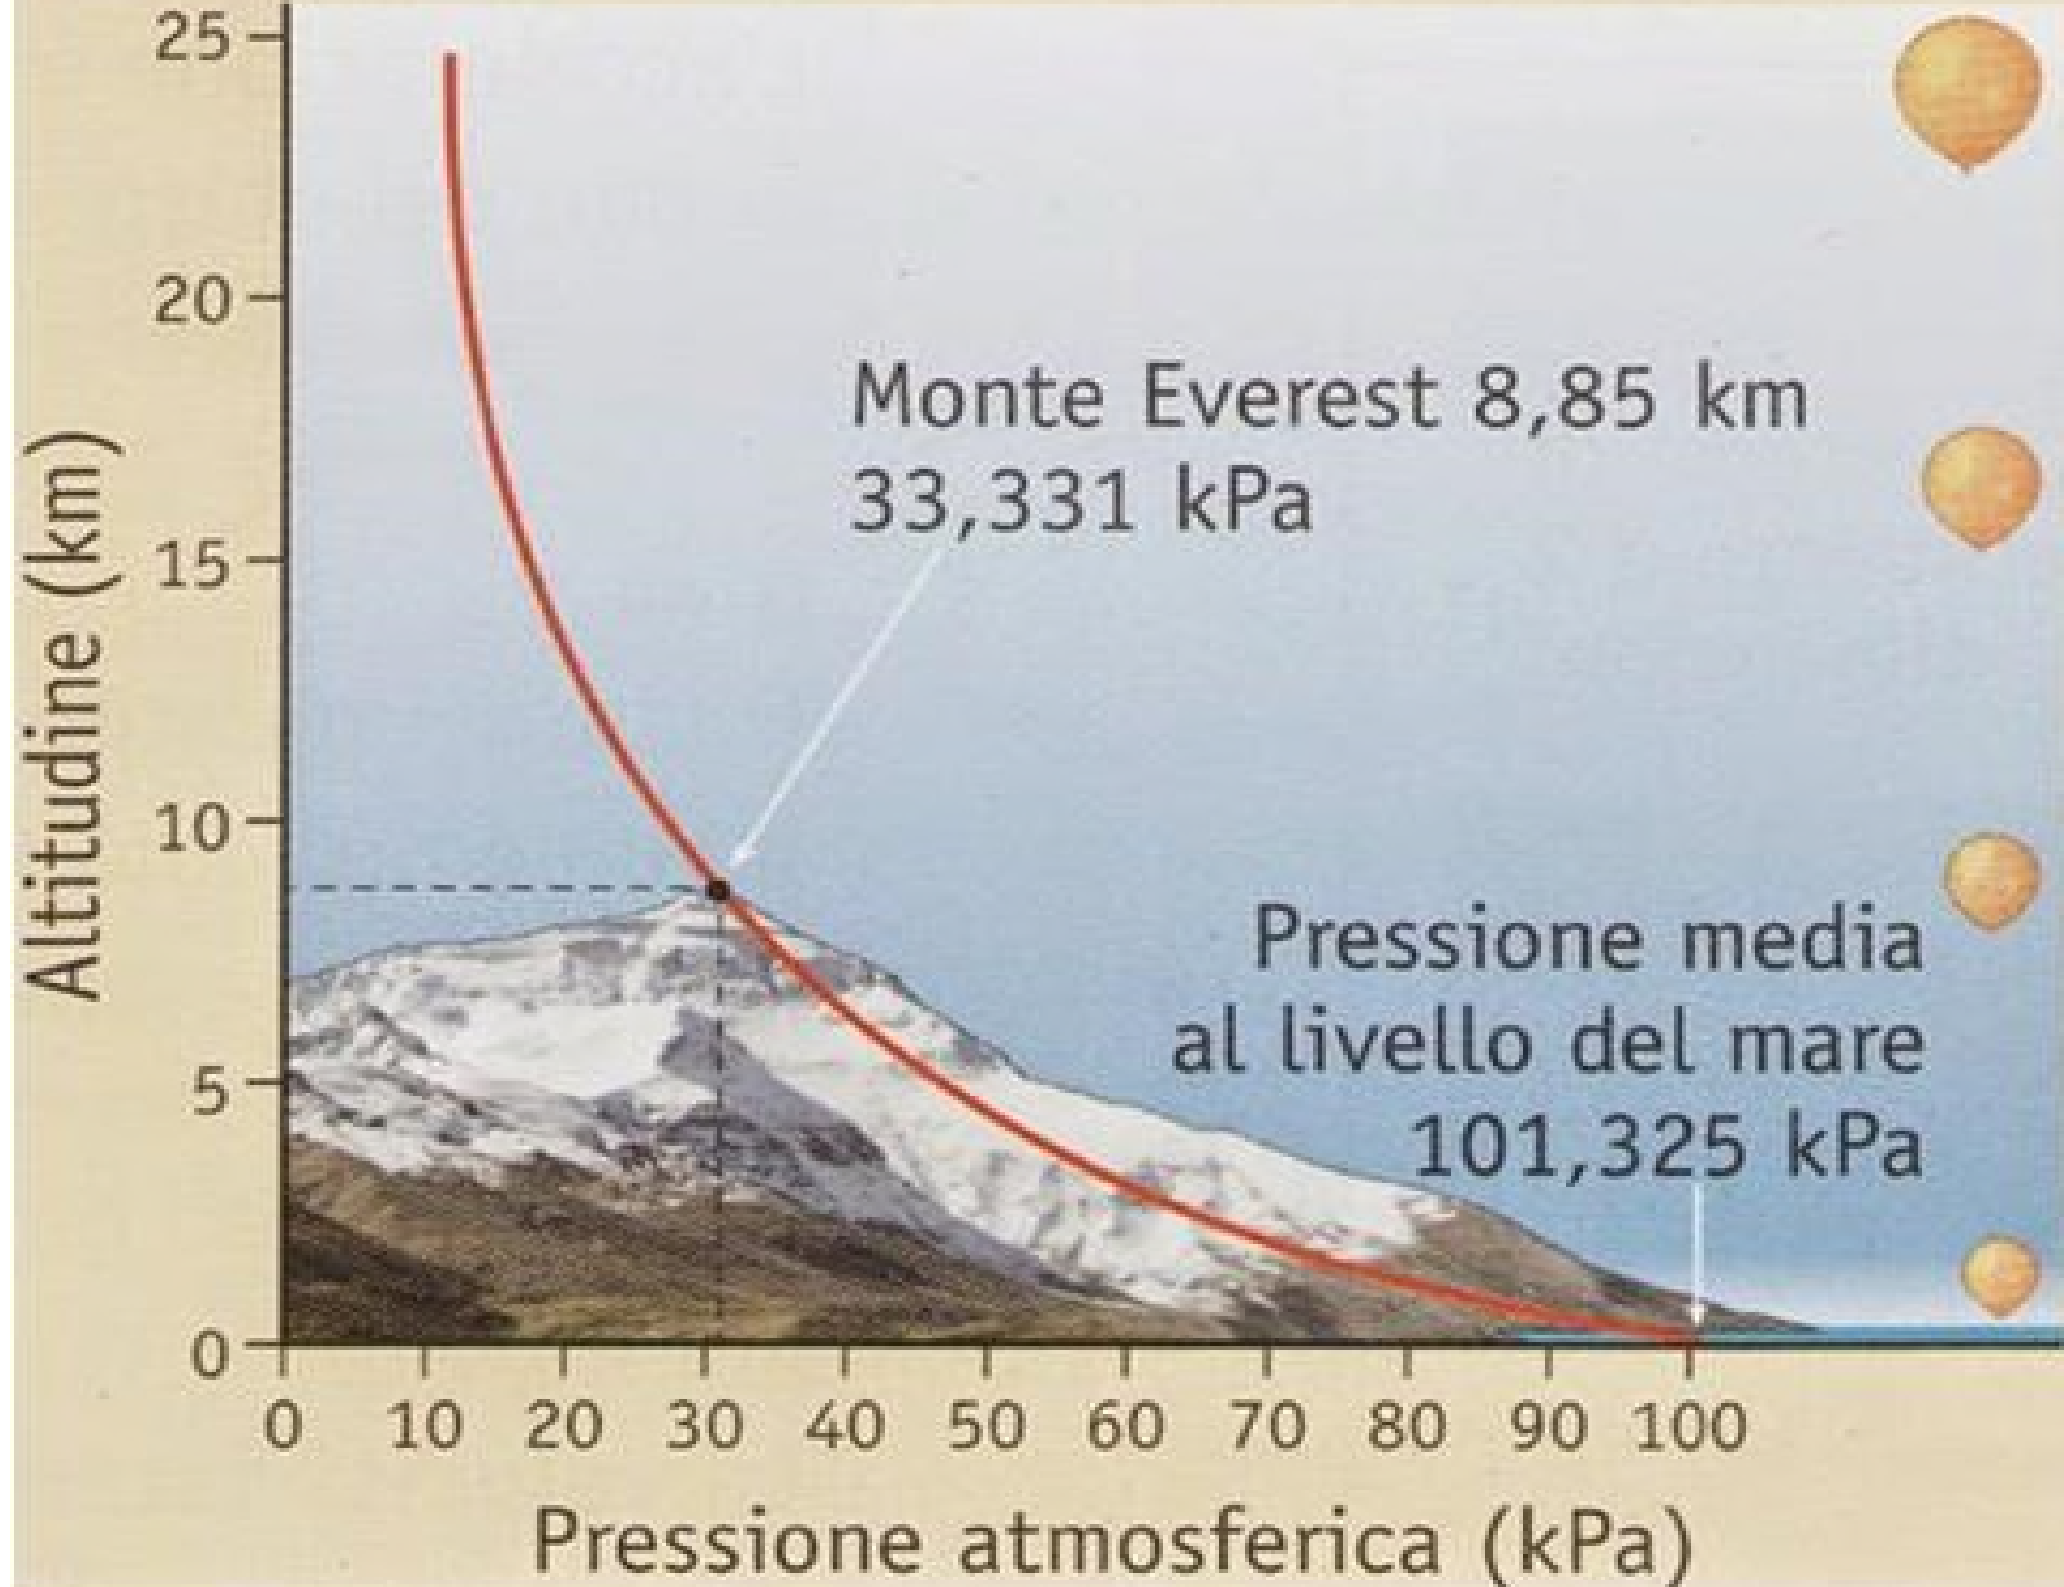 Altitudine (km)
25
20
15
10
5
0
Monte Everest 8,85 km
33,331 kPa
Pressione media
al livello del mare
101,325 kPa
0 10 20 30 40 50 60 70 80 90 100
Pressione atmosferica (kPa)